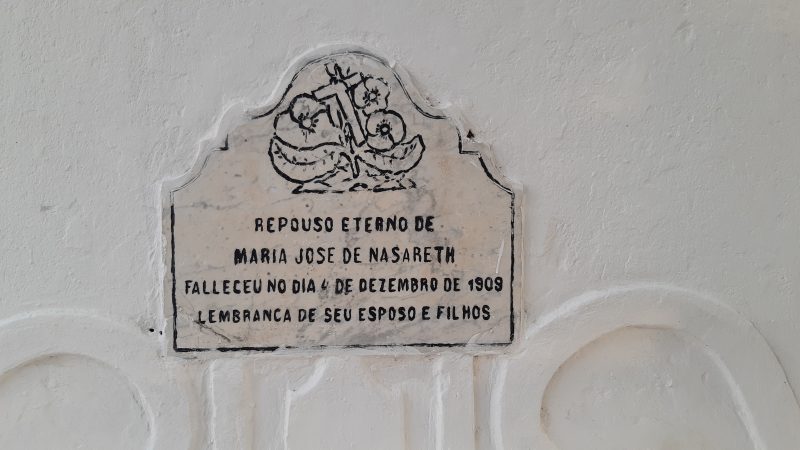 REPOUSO ETERNO DE
MARIA JOSE DE NASARETH
FALLECEU NO DIA 4 DE DEZEMBRO DE 1909
LEMBRANCA DE SEU ESPOSO E FILHOS